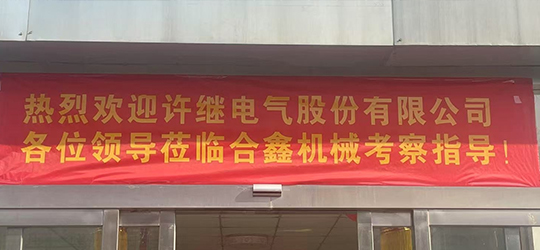 热烈欢迎许继电气股份有限公司
各位领导莅临合鑫机械考察指导！